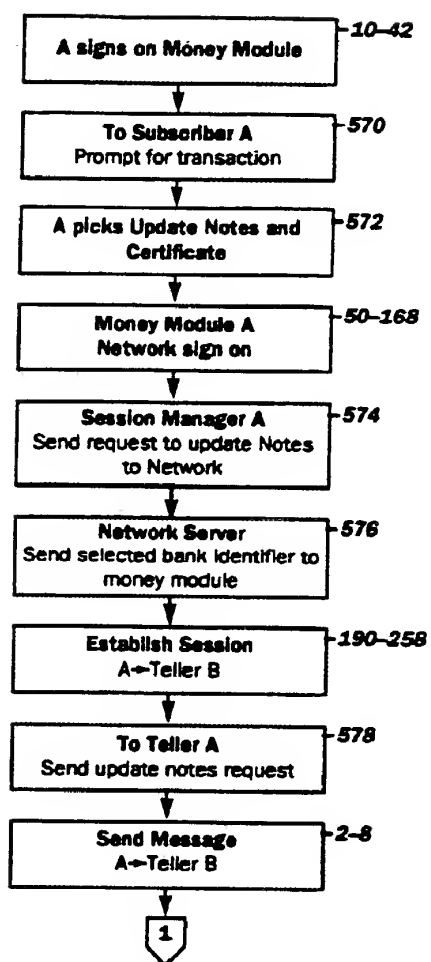 A signs on Money Module
10–42
To Subscriber A
Prompt for transaction
570
A picks Update Notes and
Certificate
572
Money Module A
Network sign on
50–168
Session Manager A
Send request to update Notes
to Network
574
Network Server
Send selected bank identifier to
money module
576
Establish Session
A→Teller B
190–258
To Teller A
Send update notes request
578
Send Message
A→Teller B
2–8
1